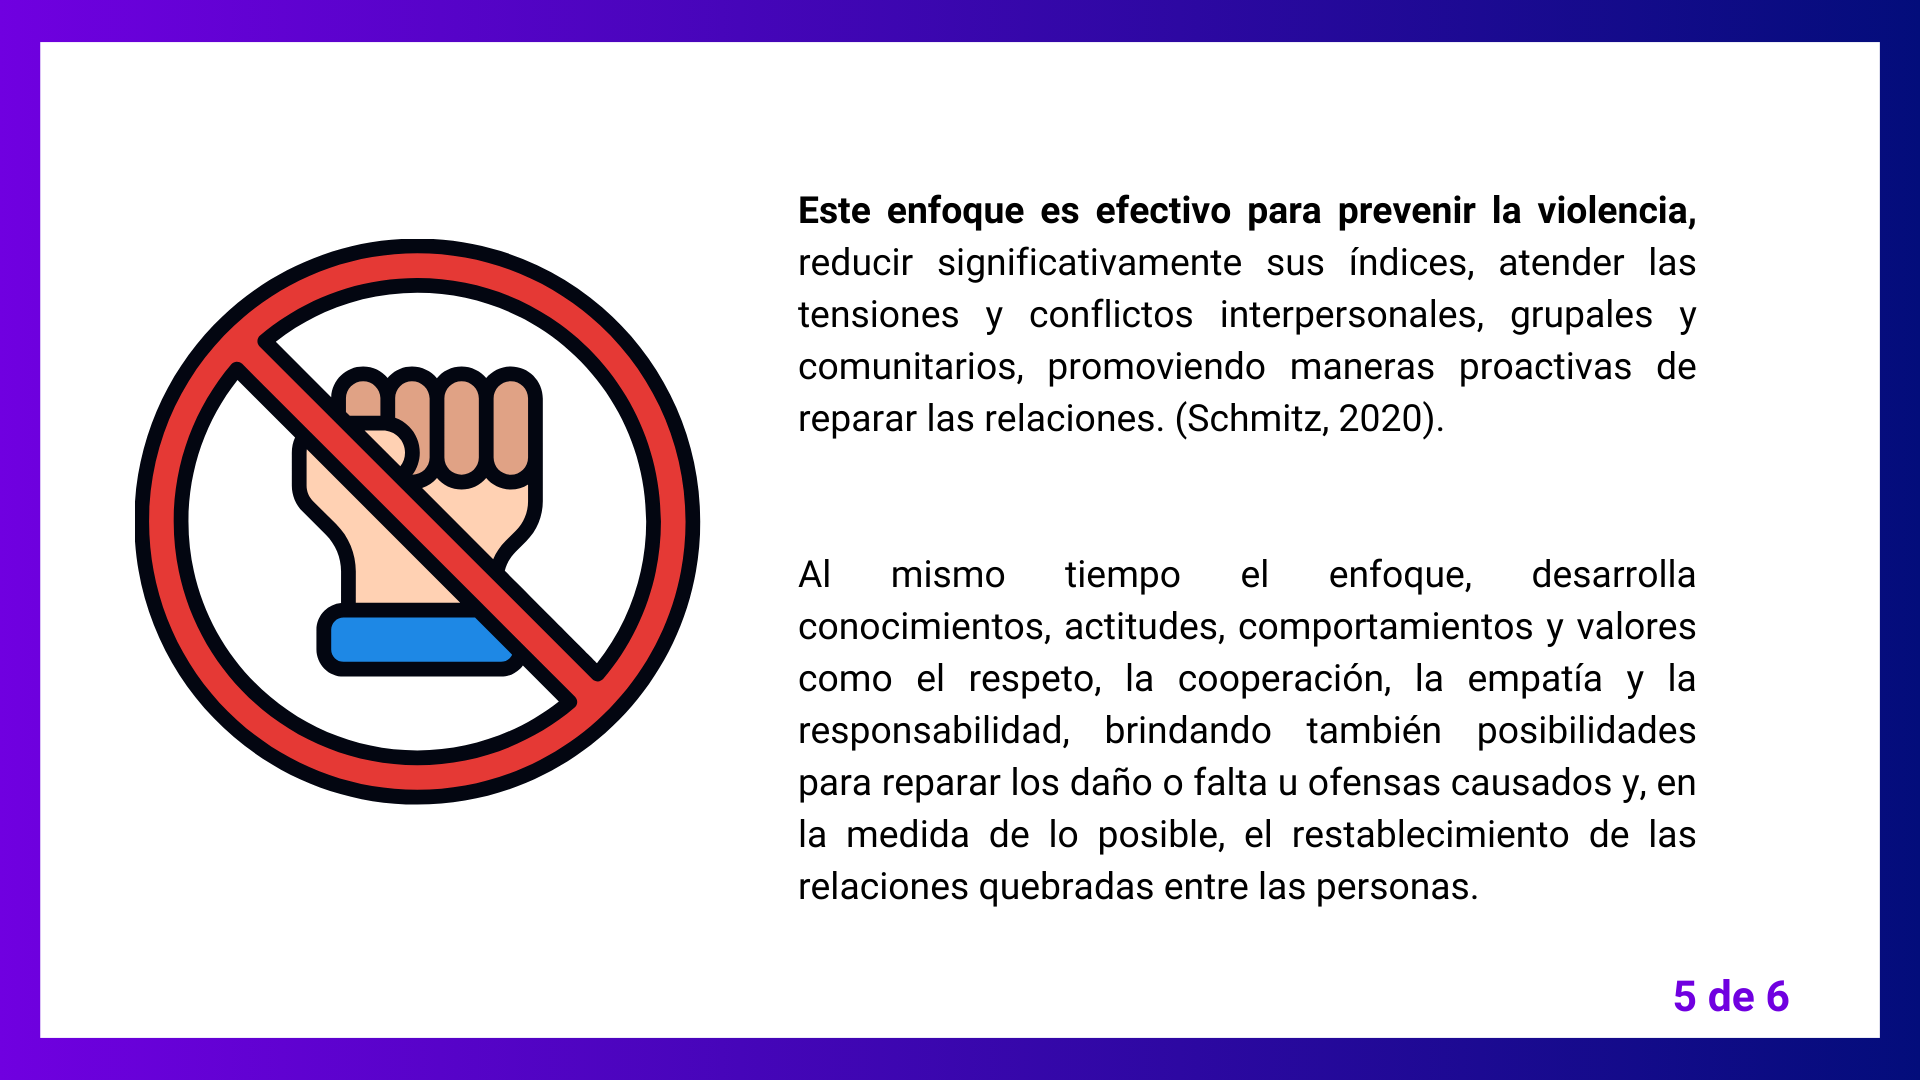 Este enfoque es efectivo para prevenir la violencia,
reducir significativamente sus índices, atender las
tensiones y conflictos interpersonales, grupales y
comunitarios, promoviendo maneras proactivas de
reparar las relaciones. (Schmitz, 2020).
Al mismo tiempo el enfoque, desarrolla
conocimientos, actitudes, comportamientos y valores
como el respeto, la cooperación, la empatía y la
responsabilidad, brindando también posibilidades
para reparar los daño o falta u ofensas causados y, en
la medida de lo posible, el restablecimiento de las
relaciones quebradas entre las personas.
5 de 6